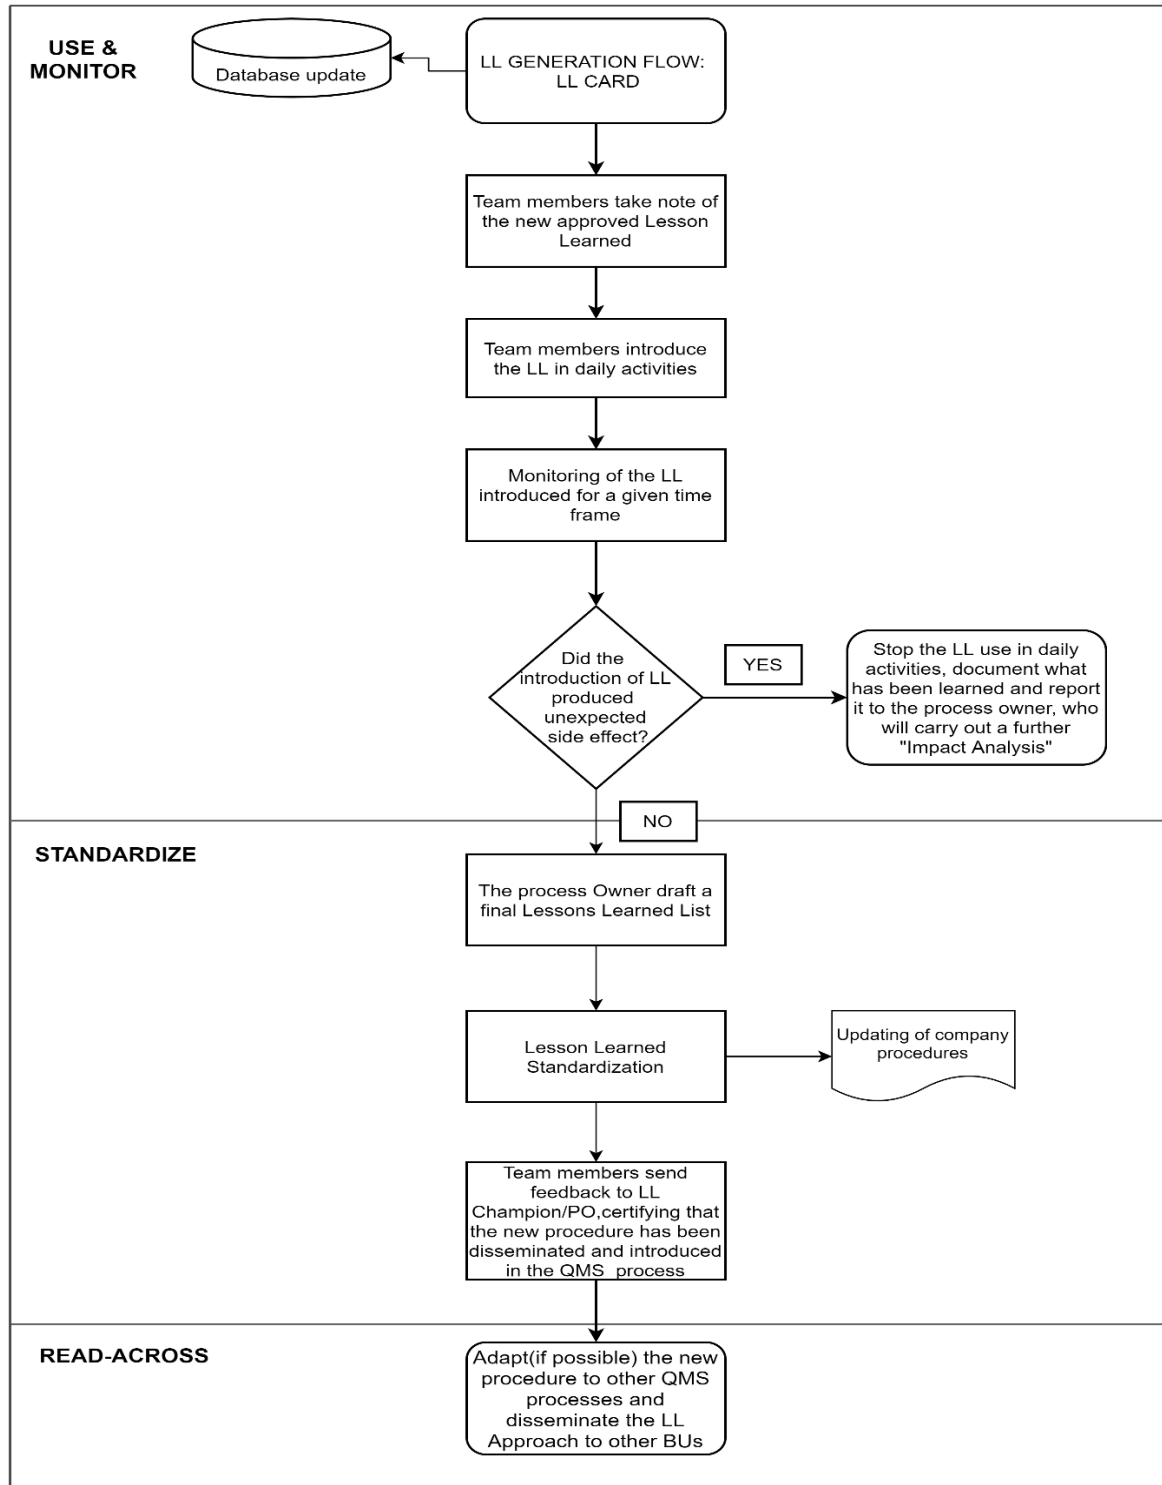 USE &
MONITOR
Database update
LL GENERATION FLOW:
LL CARD
Team members take note of
the new approved Lesson
Learned
Team members introduce
the LL in daily activities
Monitoring of the LL
introduced for a given time
frame
Did the
introduction of LL
produced
unexpected
side effect?
YES
Stop the LL use in daily
activities, document what
has been learned and report
it to the process owner, who
will carry out a further
"Impact Analysis"
NO
STANDARDIZE
The process Owner draft a
final Lessons Learned List
Lesson Learned
Standardization
Updating of company
procedures
Team members send
feedback to LL
Champion/PO,certifying that
the new procedure has been
disseminated and introduced
in the QMS  process
READ-ACROSS
Adapt(if possible) the new
procedure to other QMS
processes and
disseminate the LL
Approach to other BUs